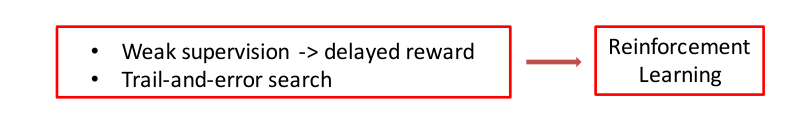 • Weak supervision -> delayed reward
• Trail-and-error search
Reinforcement
Learning